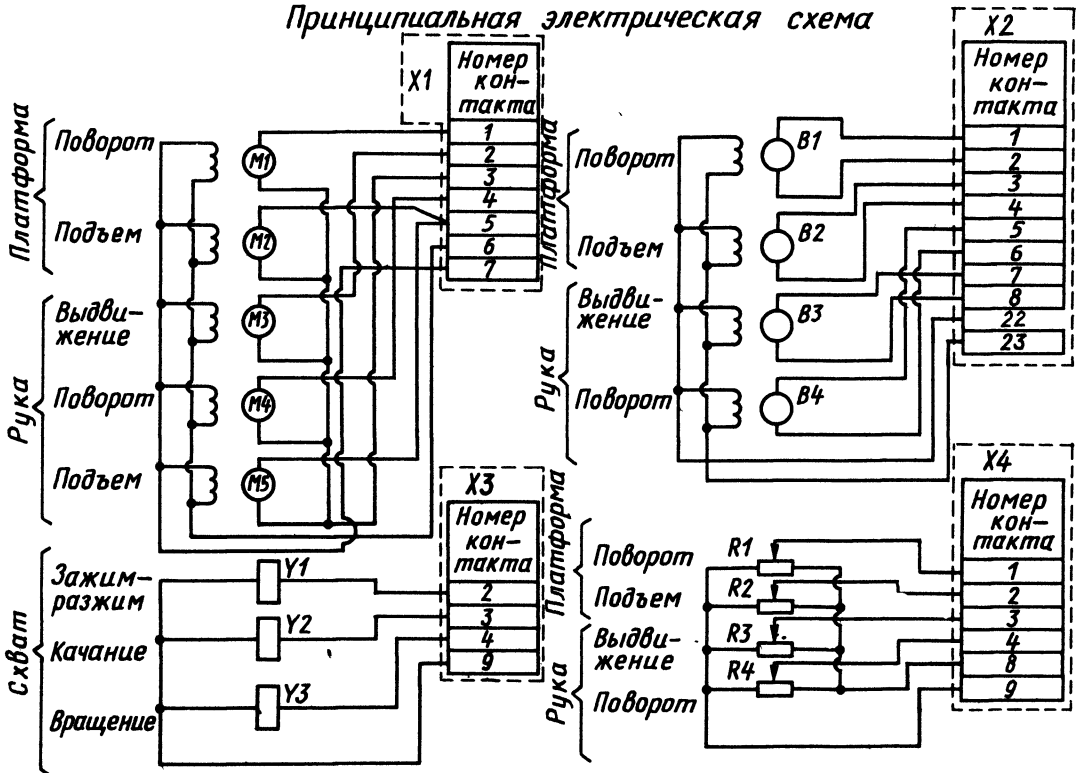 Принципиальная электрическая схема
X1
Номер
кон-
такта
1
2
3
4
5
6
7
Платформа
Поворот
Подъем
Рука
Выдви-
жение
Поворот
Подъем
M1
M2
M3
M4
M5
X2
Номер
кон-
такта
1
2
3
4
5
6
7
8
22
23
Платформа
Поворот
Подъем
Рука
Выдви-
жение
Поворот
B1
B2
B3
B4
X3
Номер
кон-
такта
2
3
4
9
Схват
Зажим-
разжим
Качание
Вращение
Y1
Y2
Y3
X4
Номер
кон-
такта
1
2
3
4
8
9
Платформа
Поворот
Подъем
Рука
Выдви-
жение
Поворот
R1
R2
R3
R4